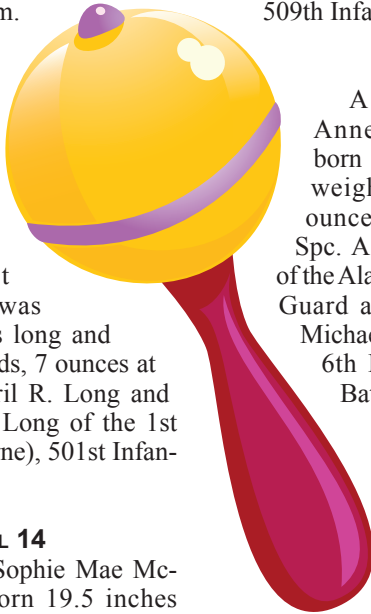 m.
t
was
s long and
ds, 7 ounces at
ril R. Long and
Long of the 1st
ne), 501st Infan-
L 14
Sophie Mae Mc-
orn 19.5 inches
509th Infa
A
Anne
born
weigh
ounce
Spc. A
of the Ala
Guard a
Michae
6th
Ba